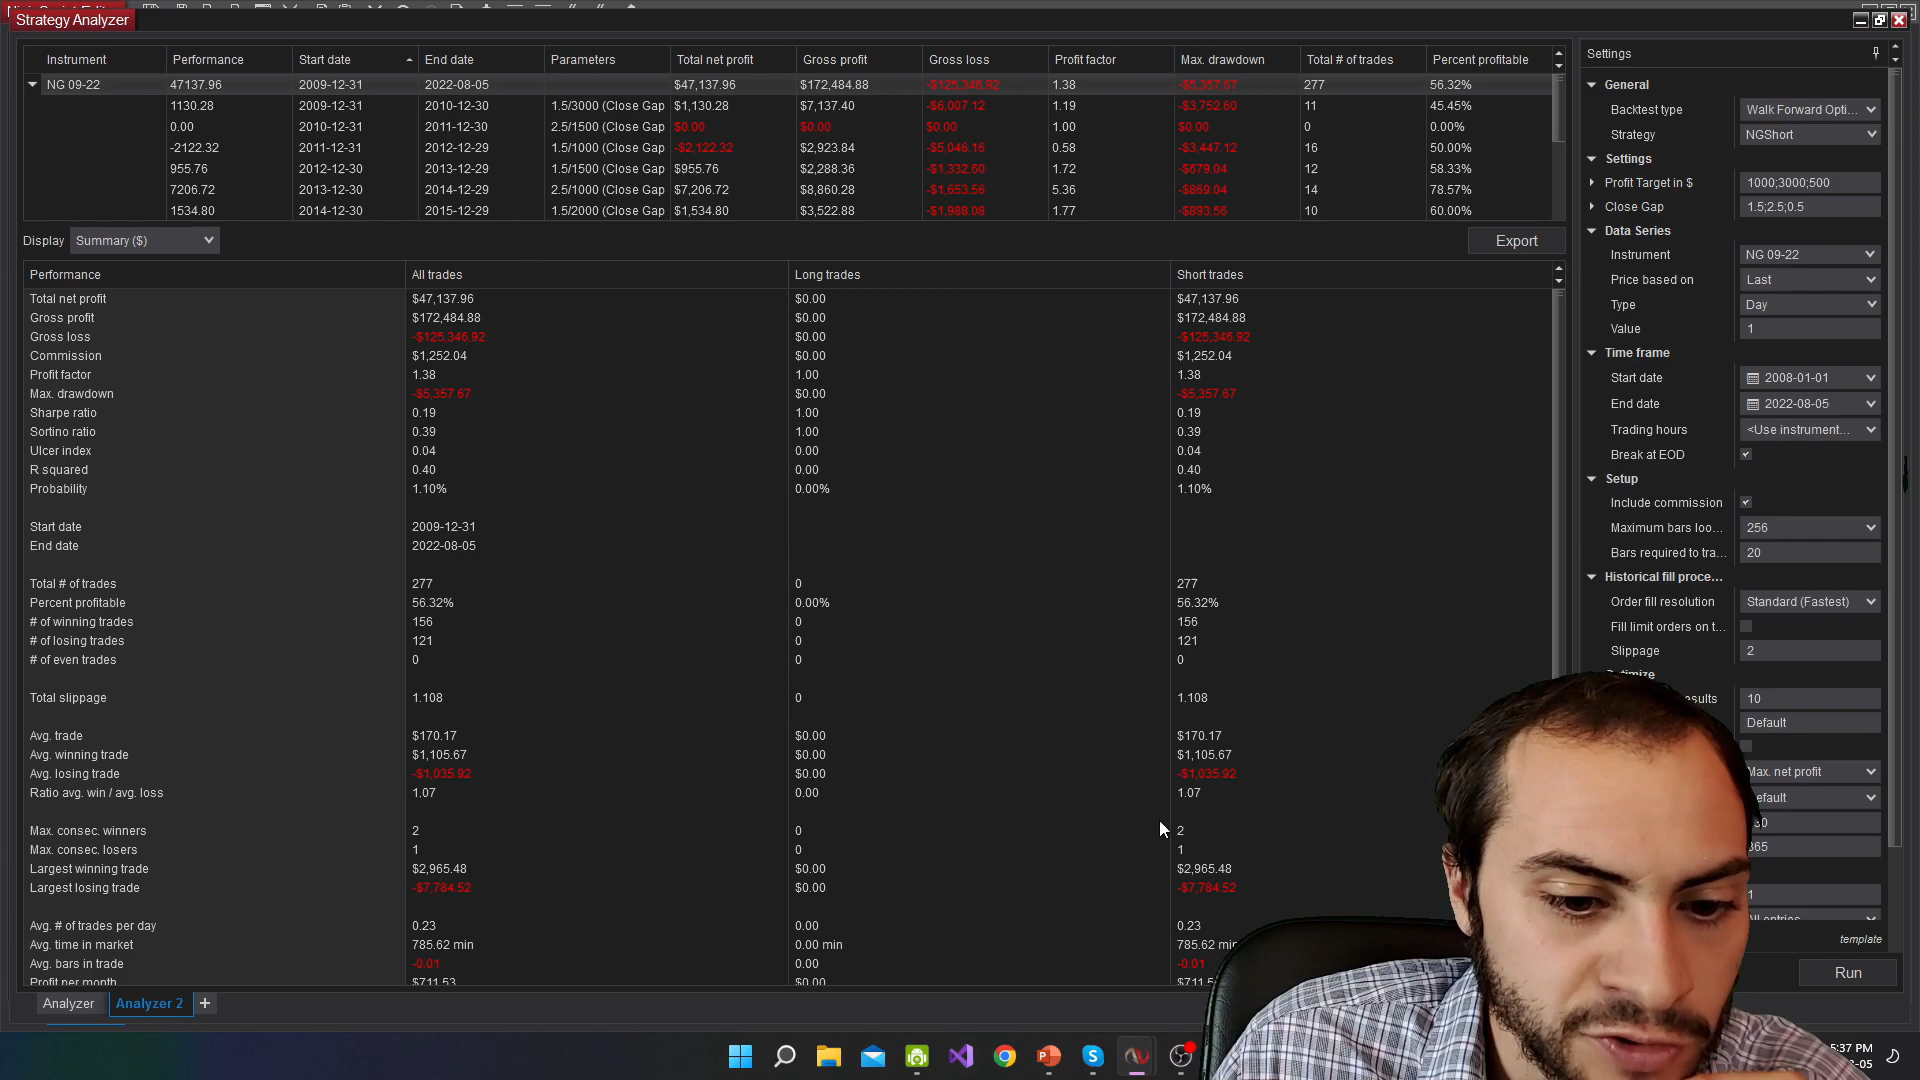 Strategy Analyzer
Instrument Performance Start date End date Parameters Total net profit Gross profit Gross loss Profit factor Max. drawdown Total # of trades Percent profitable
NG 09-22 47137.96 2009-12-31 2022-08-05 $47,137.96 $172,484.88 -$125,346.92 1.38 -$5,357.67 277 56.32%
1130.28 2009-12-31 2010-12-31 1.5/3000 (Close Gap $1,130.28 $7,137.40 -$6,007.12 1.19 -$3,752.60 11 45.45%
0.00 2010-12-31 2011-12-30 2.5/1500 (Close Gap $0.00 $0.00 $0.00 1.00 $0.00 0 0.00%
-2122.32 2011-12-31 2012-12-29 1.5/1000 (Close Gap -$2,122.32 $2,923.84 -$5,046.16 0.58 -$3,447.12 16 50.00%
955.76 2012-12-30 2013-12-29 1.5/1500 (Close Gap $955.76 $2,288.36 -$1,332.60 1.72 -$679.04 12 58.33%
7206.72 2013-12-30 2014-12-29 2.5/1000 (Close Gap $7,206.72 $8,860.28 -$1,653.56 5.36 -$869.04 14 78.57%
1534.80 2014-12-30 2015-12-29 1.5/2000 (Close Gap $1,534.80 $3,522.88 -$1,988.08 1.77 -$893.56 10 60.00%
Display Summary ($) Export
Performance All trades Long trades Short trades
Total net profit $47,137.96 $0.00 $47,137.96
Gross profit $172,484.88 $0.00 $172,484.88
Gross loss -$125,346.92 $0.00 -$125,346.92
Commission $1,252.04 $0.00 $1,252.04
Profit factor 1.38 1.00 1.38
Max. drawdown -$5,357.67 $0.00 -$5,357.67
Sharpe ratio 0.19 1.00 0.19
Sortino ratio 0.39 1.00 0.39
Ulcer index 0.04 0.00 0.04
R squared 0.40 0.00 0.40
Probability 1.10% 0.00% 1.10%
Start date 2009-12-31
End date 2022-08-05
Total # of trades 277 0 277
Percent profitable 56.32% 0.00% 56.32%
# of winning trades 156 0 156
# of losing trades 121 0 121
# of even trades 0 0 0
Total slippage 1.108 0 1.108
Avg. trade $170.17 $0.00 $170.17
Avg. winning trade $1,105.67 $0.00 $1,105.67
Avg. losing trade -$1,035.92 $0.00 -$1,035.92
Ratio avg. win / avg. loss 1.07 0.00 1.07
Max. consec. winners 2 0 2
Max. consec. losers 1 0 1
Largest winning trade $2,965.48 $0.00 $2,965.48
Largest losing trade -$7,784.52 $0.00 -$7,784.52
Avg. # of trades per day 0.23 0.00 0.23
Avg. time in market 785.62 min 0.00 min 785.62 min
Avg. bars in trade -0.01 0.00 -0.01
Profit per month $711.53 $0.00
Analyzer Analyzer 2 +
Settings
General
Backtest type Walk Forward Opti...
Strategy NGShort
Settings
Profit Target in $ 1000;3000;500
Close Gap 1.5;2.5;0.5
Data Series
Instrument NG 09-22
Price based on Last
Type Day
Value 1
Time frame
Start date 2008-01-01
End date 2022-08-05
Trading hours <Use instrument...
Break at EOD
Setup
Include commission
Maximum bars loo... 256
Bars required to tra... 20
Historical fill proce...
Order fill resolution Standard (Fastest)
Fill limit orders on t...
Slippage 2
10
Default
Max. net profit
365
1
template
Run
5:37 PM